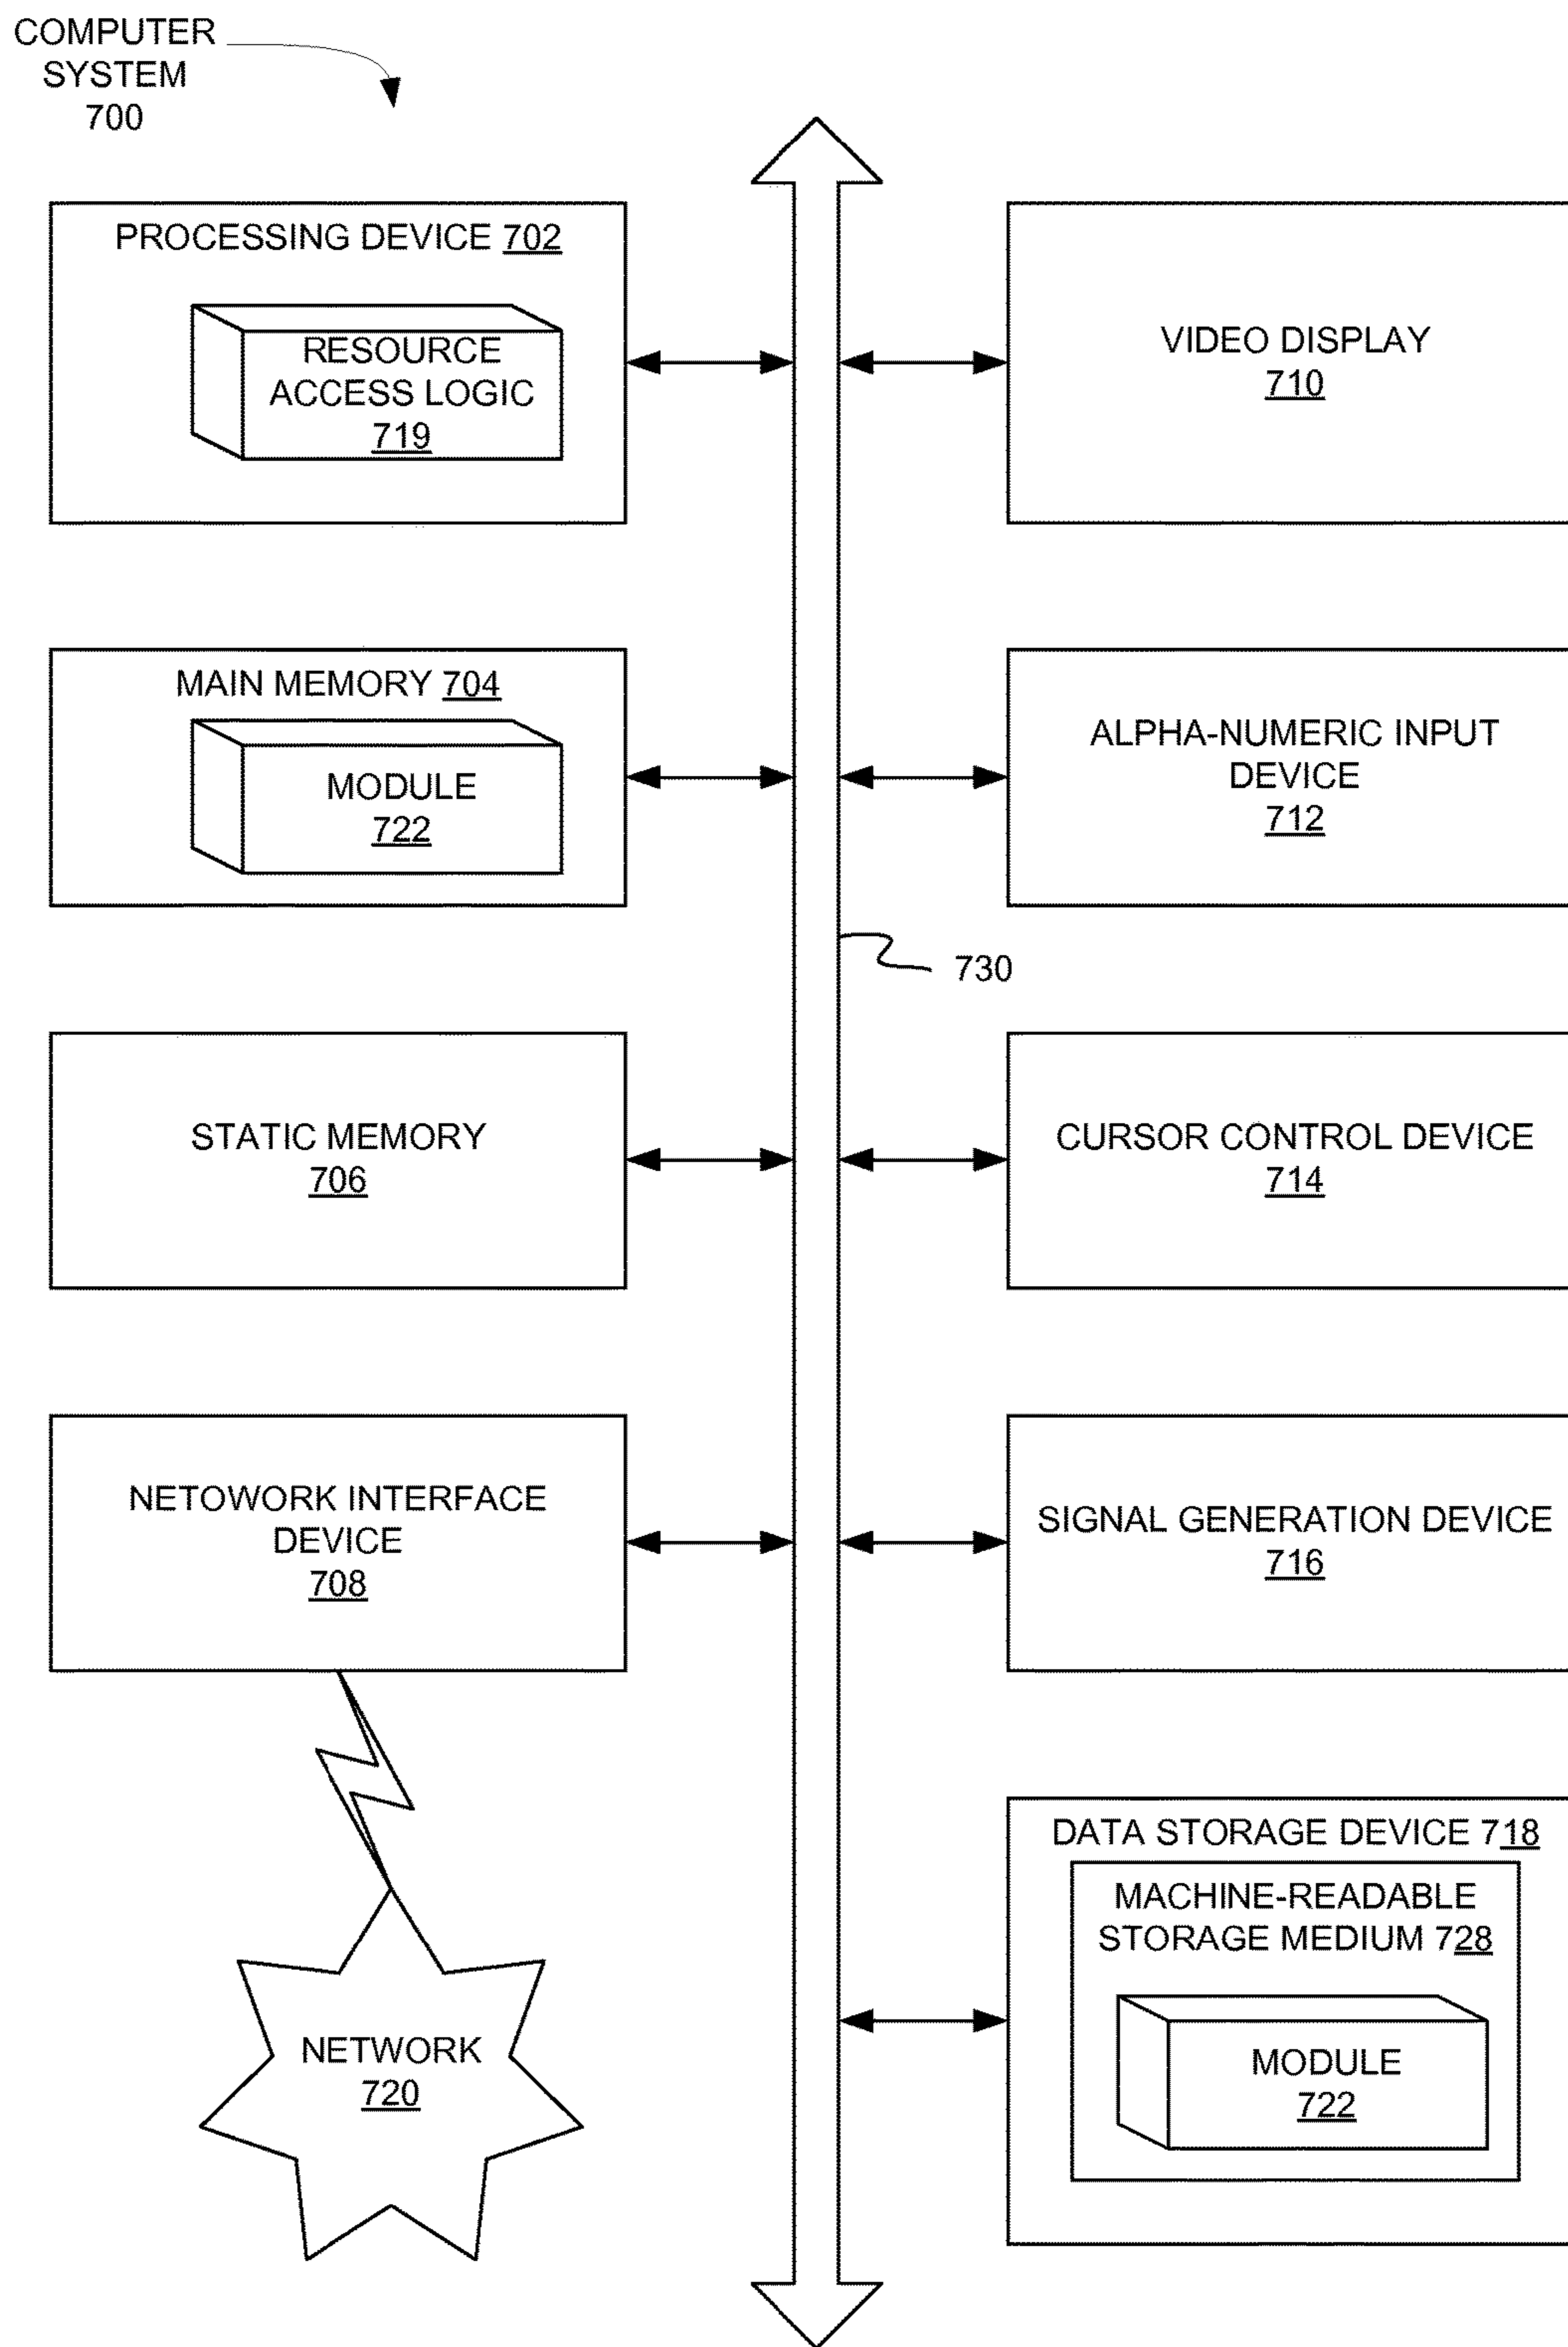 COMPUTER
SYSTEM
700
PROCESSING DEVICE 702
RESOURCE
ACCESS LOGIC
719
VIDEO DISPLAY
710
MAIN MEMORY 704
MODULE
722
ALPHA-NUMERIC INPUT
DEVICE
712
730
STATIC MEMORY
706
CURSOR CONTROL DEVICE
714
NETOWORK INTERFACE
DEVICE
708
SIGNAL GENERATION DEVICE
716
DATA STORAGE DEVICE 718
MACHINE-READABLE
STORAGE MEDIUM 728
MODULE
722
NETWORK
720